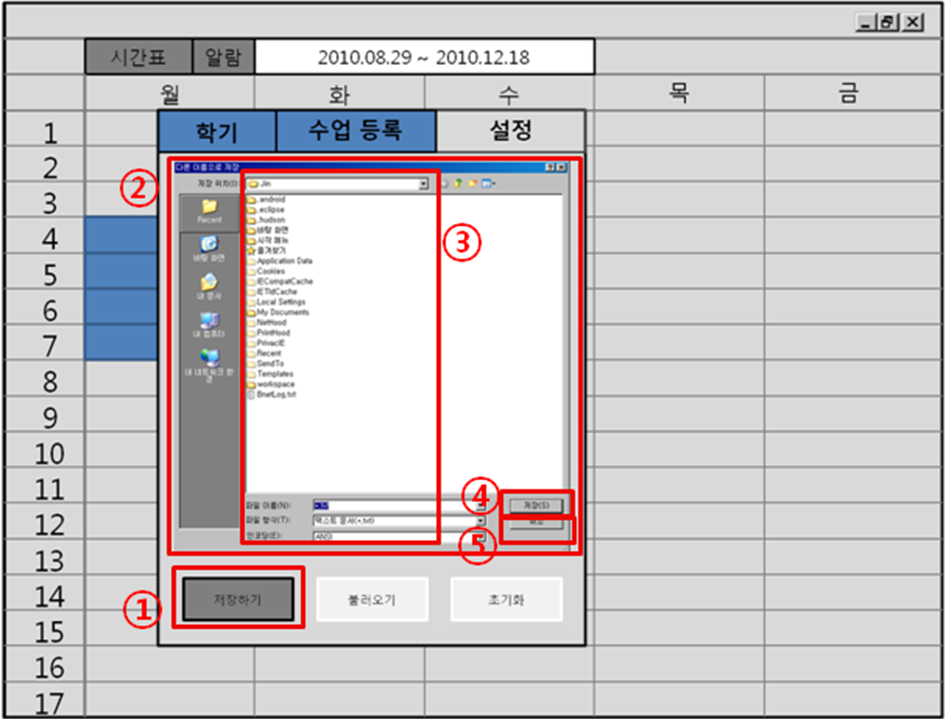 시간표 알람 2010.08.29 ~ 2010.12.18
월 화 수 목 금
학기 수업 등록 설정
1
2
3
4
5
6
7
8
9
10
11
12
13
14
15
16
17
②
다른 이름으로 저장
저장 위치(I): Jin
③
Recent
바탕 화면
내 문서
내 컴퓨터
내 네트워크 환경
.android
.eclipse
.hudson
바탕 화면
시작 메뉴
즐겨찾기
Application Data
Cookies
IECompatCache
IETldCache
Local Settings
My Documents
NetHood
PrintHood
PrivacIE
Recent
SendTo
Templates
workspace
BnetLog.txt
④
파일 이름(N): *.txt 저장(S)
파일 형식(T): 텍스트 문서(*.txt) 취소
⑤
인코딩(E): ANSI
①
저장하기 불러오기 초기화